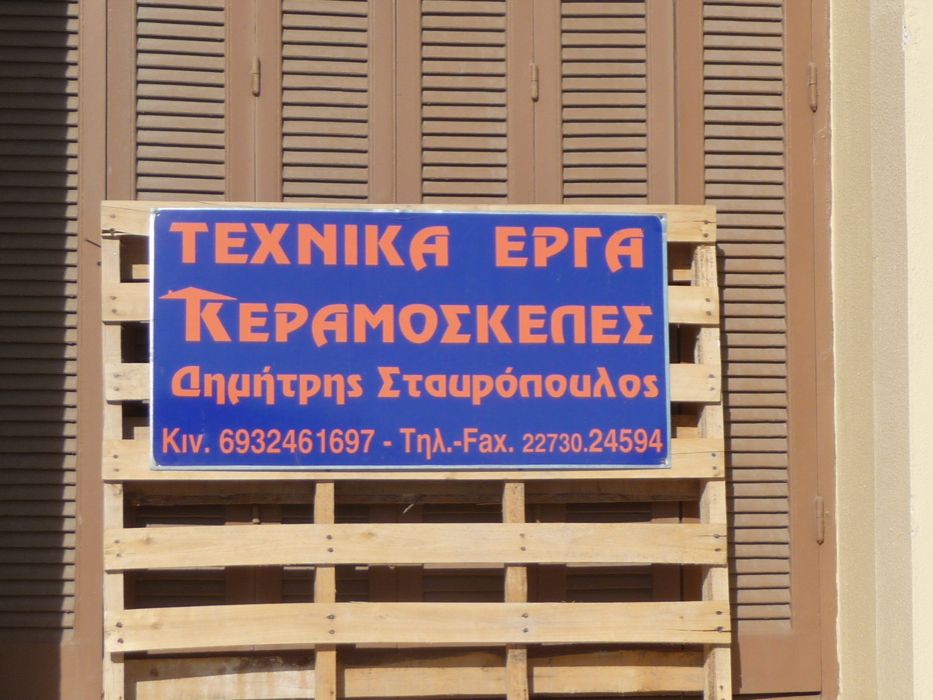 ΤΕΧΝΙΚΑ ΕΡΓΑ
ΚΕΡΑΜΟΣΚΕΠΕΣ
Δημήτρης Σταυρόπουλος
Κιν. 6932461697 - Τηλ.-Fax. 22730.24594